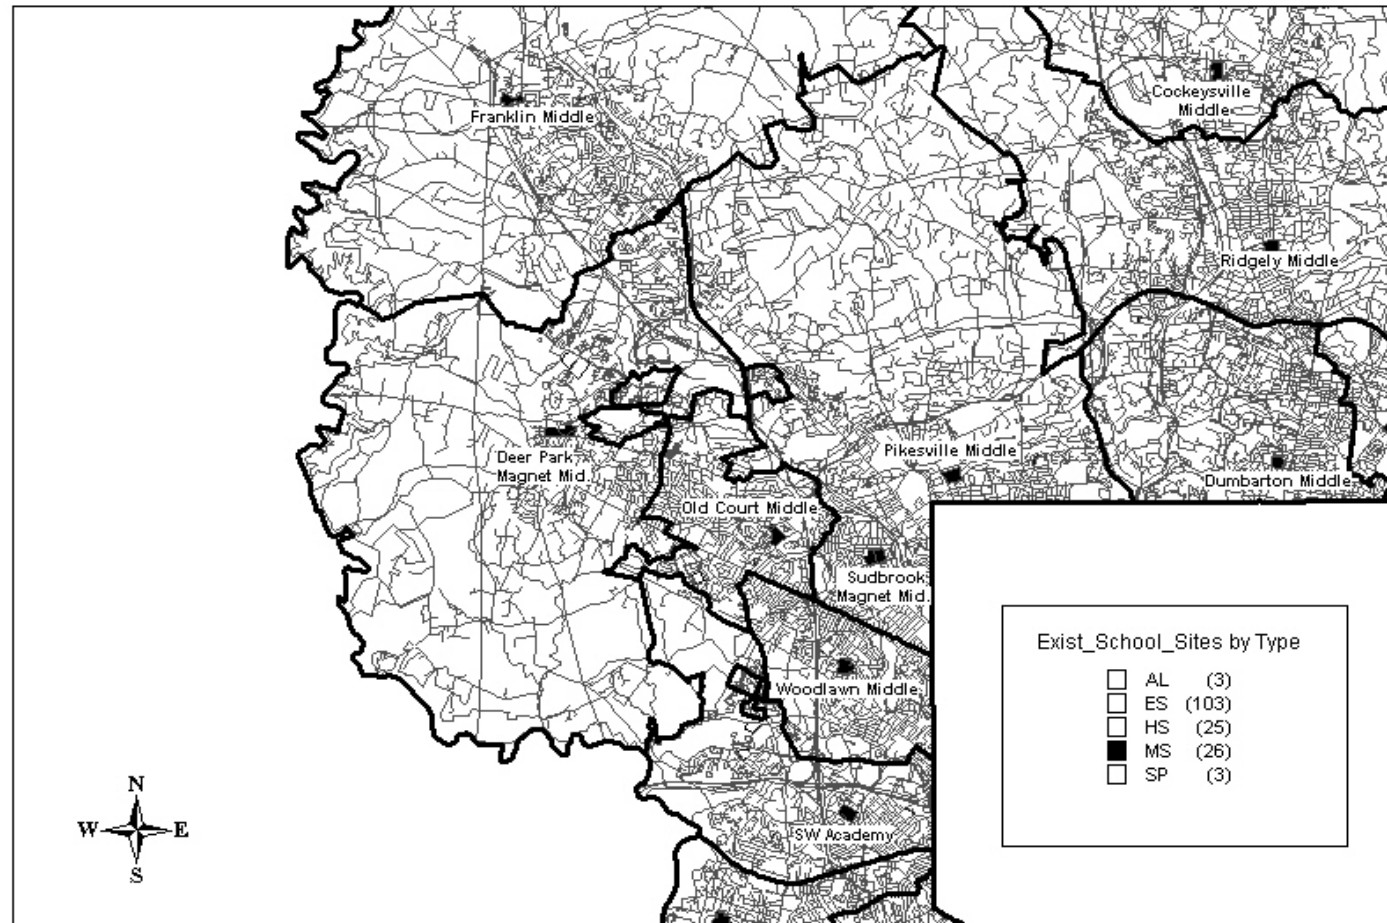 Cockeysville
Middle
Franklin Middle
Ridgely Middle
Pikesville Middle
Deer Park
Magnet Mid.
Dumbarton Middle
Old Court Middle
Sudbrook
Magnet Mid.
Woodlawn Middle
SW Academy
Exist_School_Sites by Type
AL (3)
ES (103)
HS (25)
MS (26)
SP (3)
N
W E
S